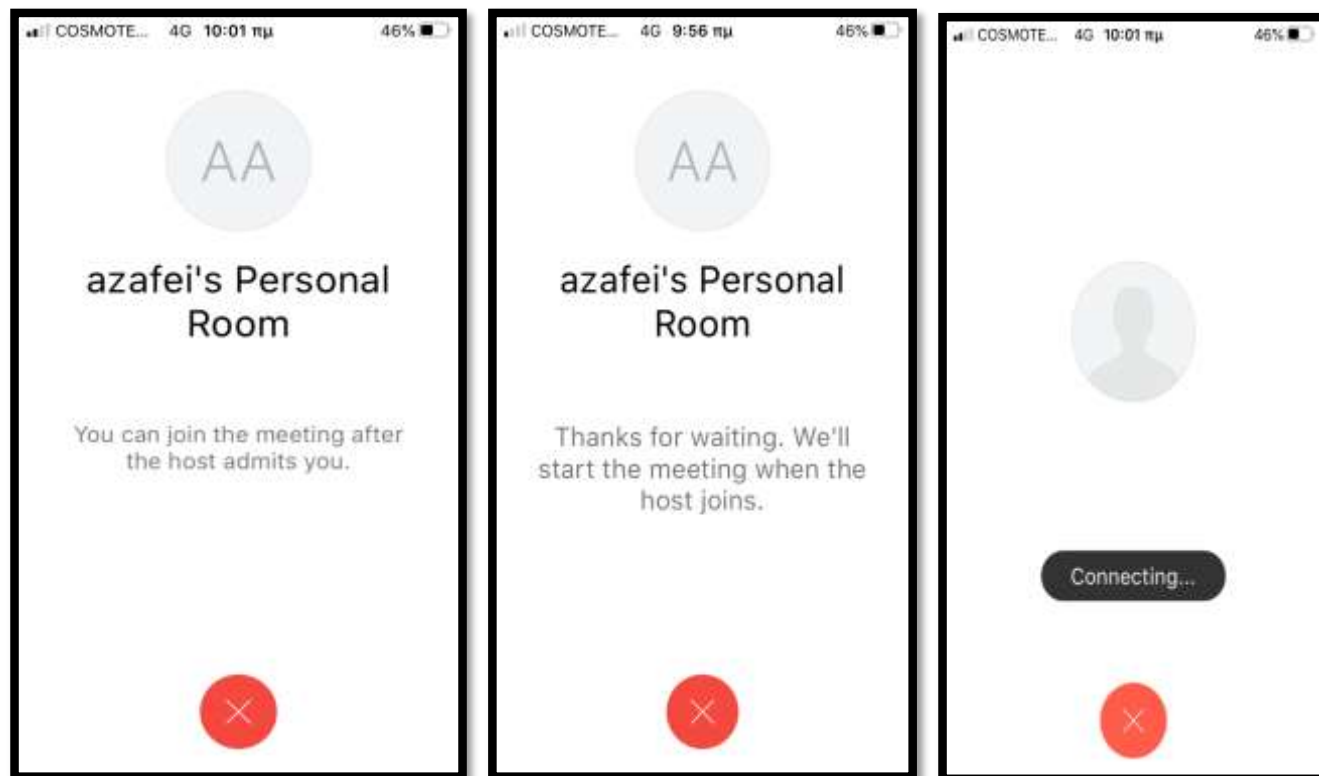 COSMOTE... 4G 10:01 πμ 46%
AA
azafei's Personal
Room
You can join the meeting after
the host admits you.
COSMOTE... 4G 9:56 πμ 46%
AA
azafei's Personal
Room
Thanks for waiting. We'll
start the meeting when the
host joins.
COSMOTE... 4G 10:01 πμ 46%
Connecting...